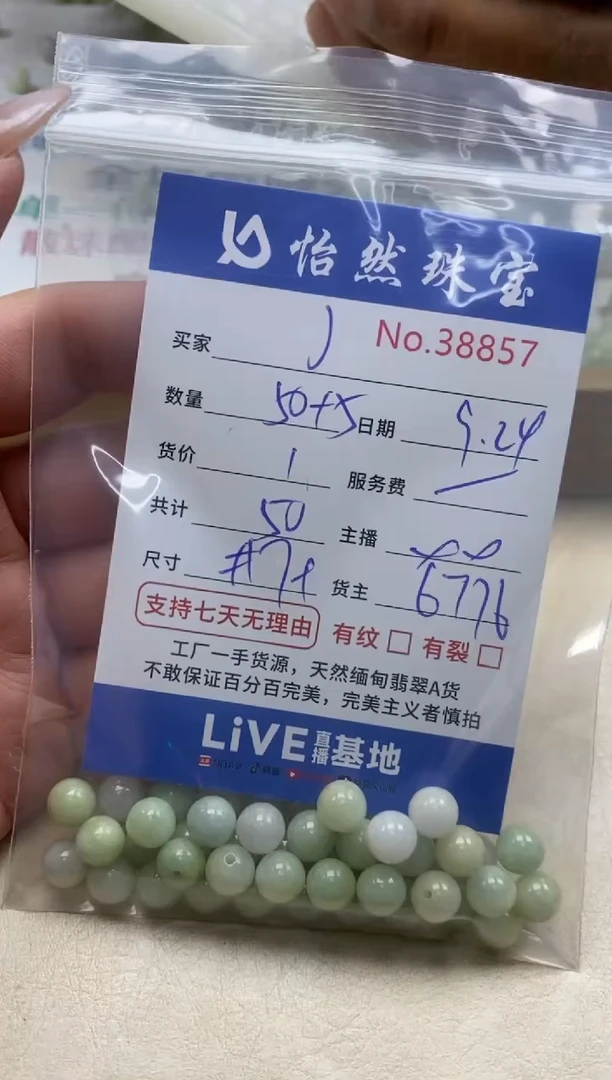 怡然珠宝
No.38857
买家
数量 50+5 日期 9.24
货价 1 服务费
共计 50 主播
尺寸 #7+ 货主 6776
支持七天无理由 有纹 □ 有裂 □
工厂一手货源，天然缅甸翡翠A货
不敢保证百分百完美，完美主义者慎拍
LiVE 直播 基地